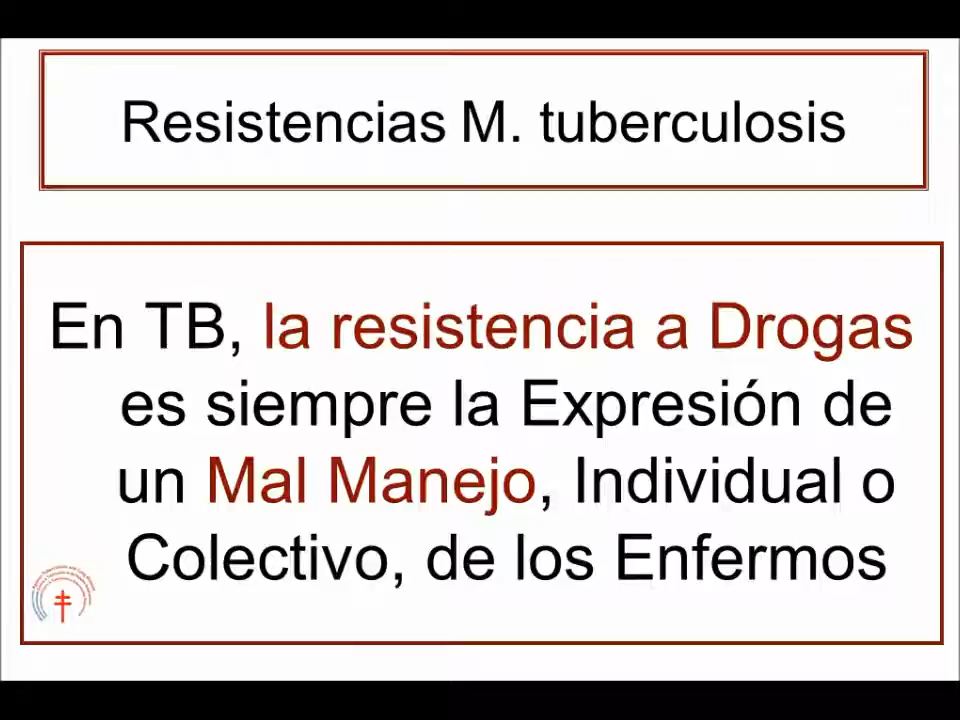 Resistencias M. tuberculosis
En TB, la resistencia a Drogas
es siempre la Expresión de
un Mal Manejo, Individual o
Colectivo, de los Enfermos